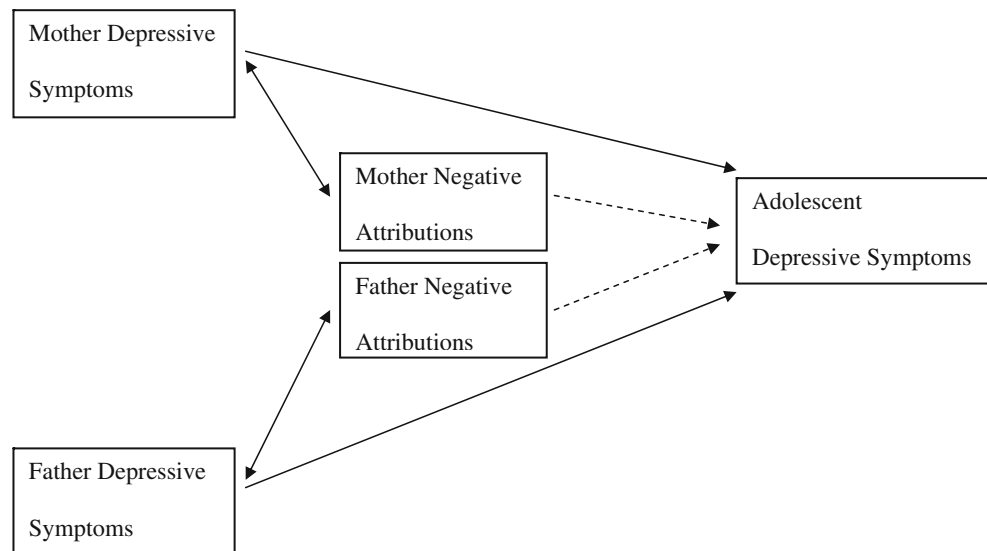 Mother Depressive
Symptoms
Mother Negative
Attributions
Adolescent
Depressive Symptoms
Father Negative
Attributions
Father Depressive
Symptoms